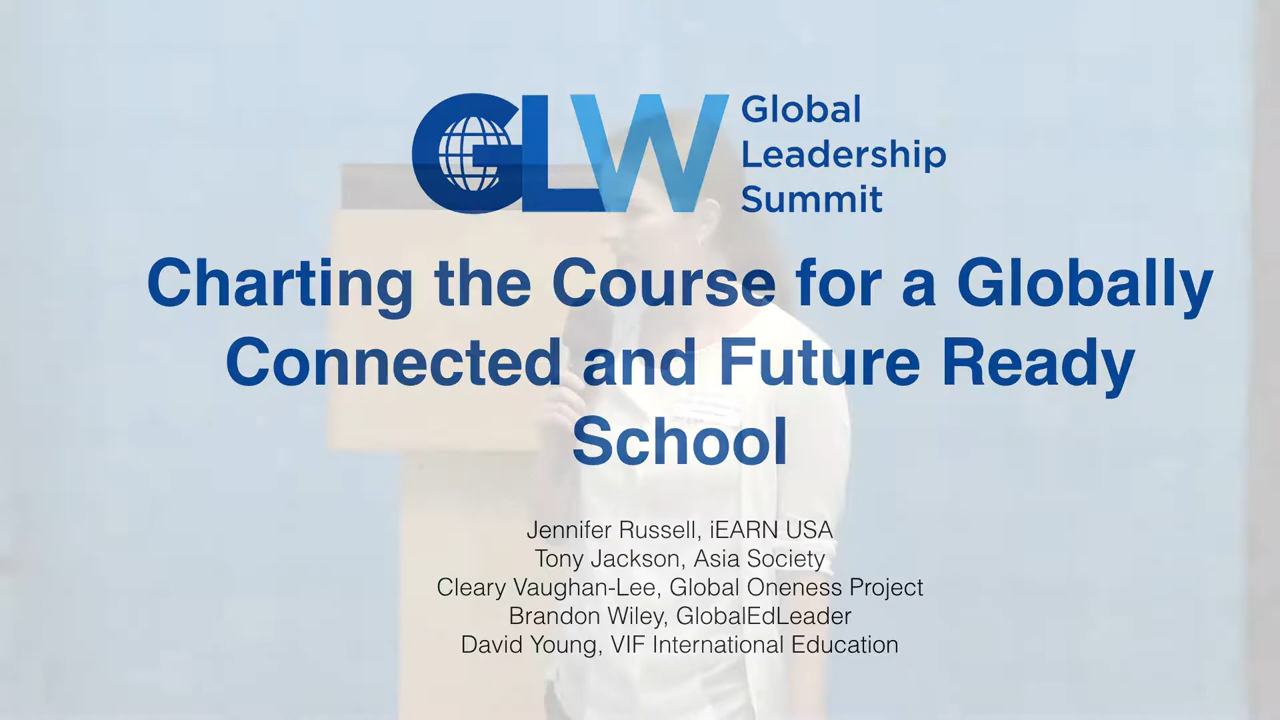 GLW
Global
Leadership
Summit
Charting the Course for a Globally
Connected and Future Ready
School
Jennifer Russell, iEARN USA
Tony Jackson, Asia Society
Cleary Vaughan-Lee, Global Oneness Project
Brandon Wiley, GlobalEdLeader
David Young, VIF International Education